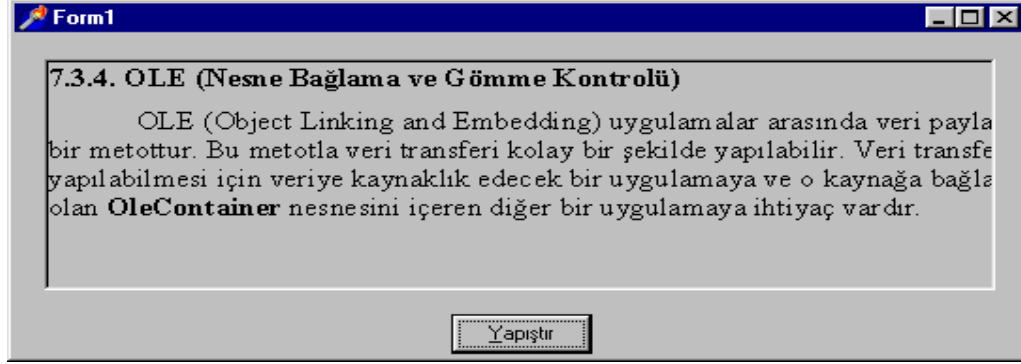 Form1
7.3.4. OLE (Nesne Bağlama ve Gömme Kontrolü)
OLE (Object Linking and Embedding) uygulamalar arasında veri payla
bir metottur. Bu metotla veri transferi kolay bir şekilde yapılabilir. Veri transfe
yapılabilmesi için veriye kaynaklık edecek bir uygulamaya ve o kaynağa bağla
olan OleContainer nesnesini içeren diğer bir uygulamaya ihtiyaç vardır.
Yapıştır